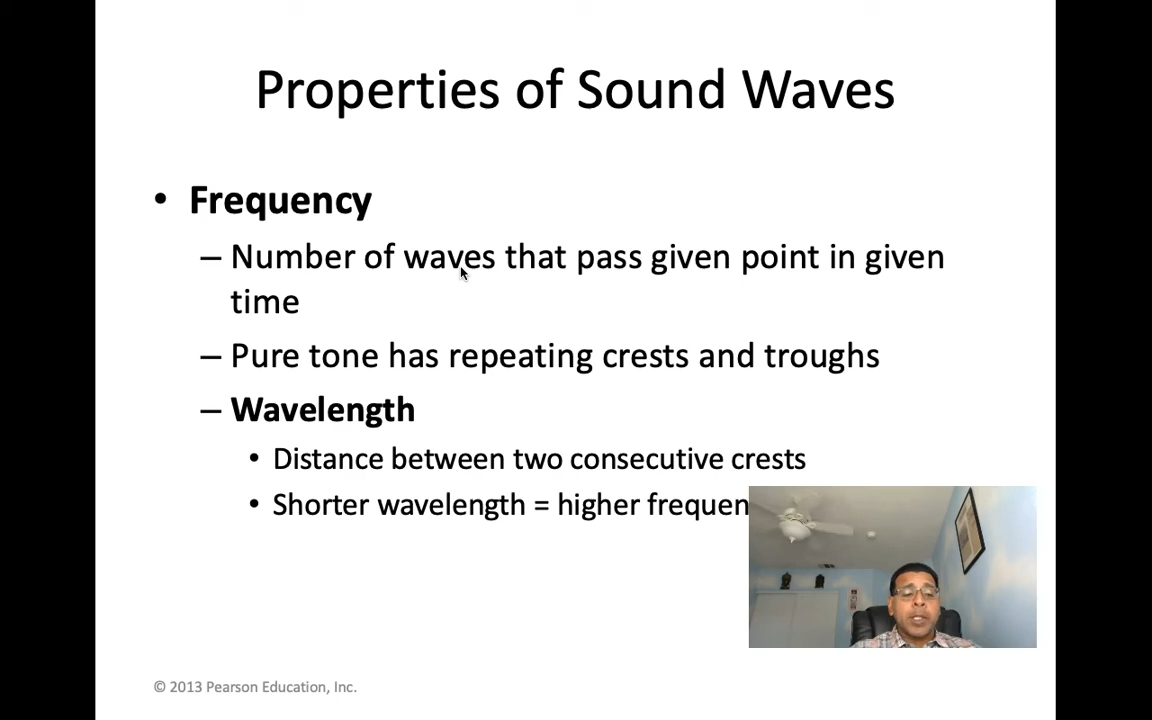 Properties of Sound Waves
• Frequency
– Number of waves that pass given point in given
time
– Pure tone has repeating crests and troughs
– Wavelength
• Distance between two consecutive crests
• Shorter wavelength = higher frequen
© 2013 Pearson Education, Inc.